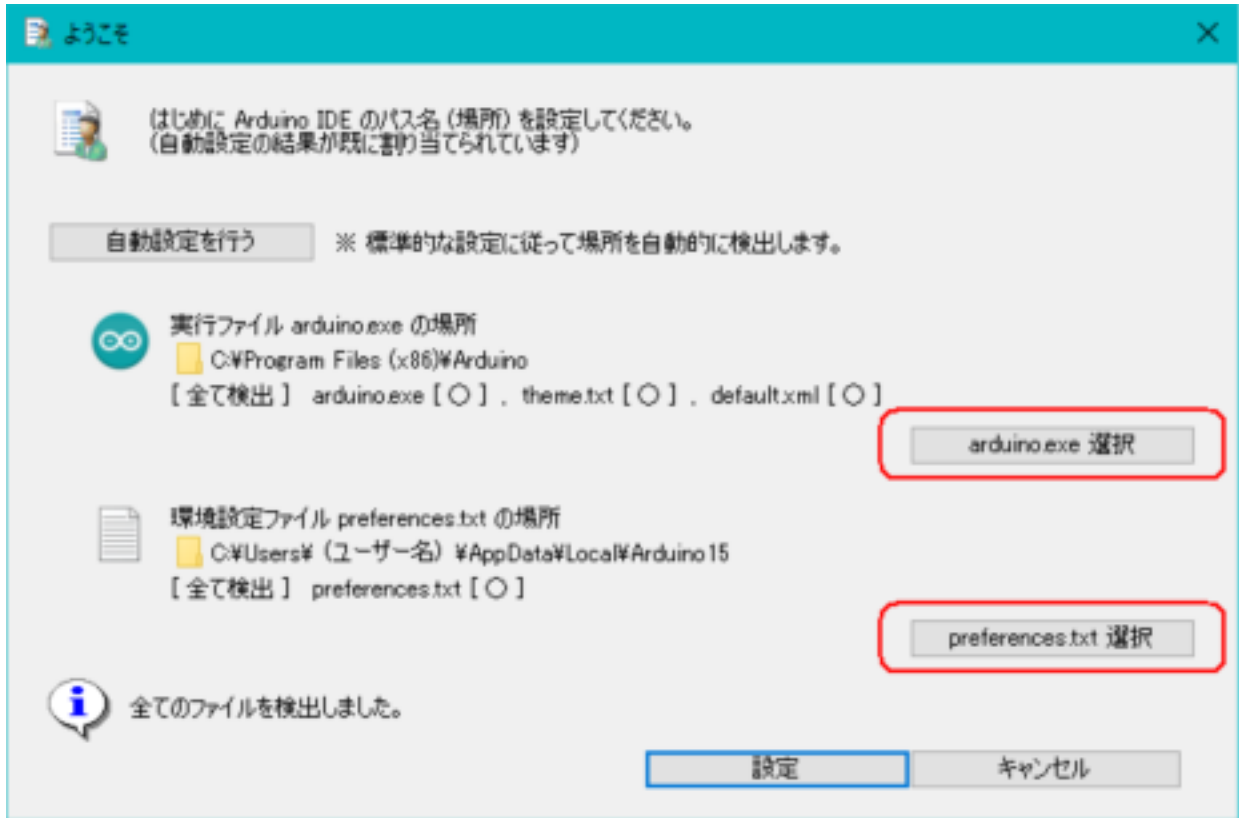 ようこそ
はじめに Arduino IDE のパス名 (場所) を設定してください。
(自動設定の結果が既に割り当てられています)
自動設定を行う ※ 標準的な設定に従って場所を自動的に検出します。
実行ファイル arduino.exe の場所
C:¥Program Files (x86)¥Arduino
[ 全て検出 ] arduino.exe [ ○ ] , theme.txt [ ○ ] , default.xml [ ○ ]
arduino.exe 選択
環境設定ファイル preferences.txt の場所
C:¥Users¥ (ユーザー名) ¥AppData¥Local¥Arduino15
[ 全て検出 ] preferences.txt [ ○ ]
preferences.txt 選択
全てのファイルを検出しました。
設定 キャンセル